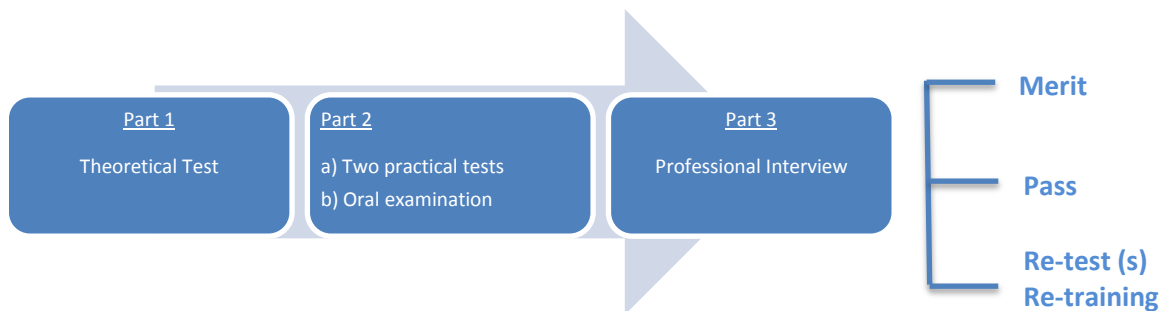 Part 1
Theoretical Test
Part 2
a) Two practical tests
b) Oral examination
Part 3
Professional Interview
Merit
Pass
Re-test (s)
Re-training